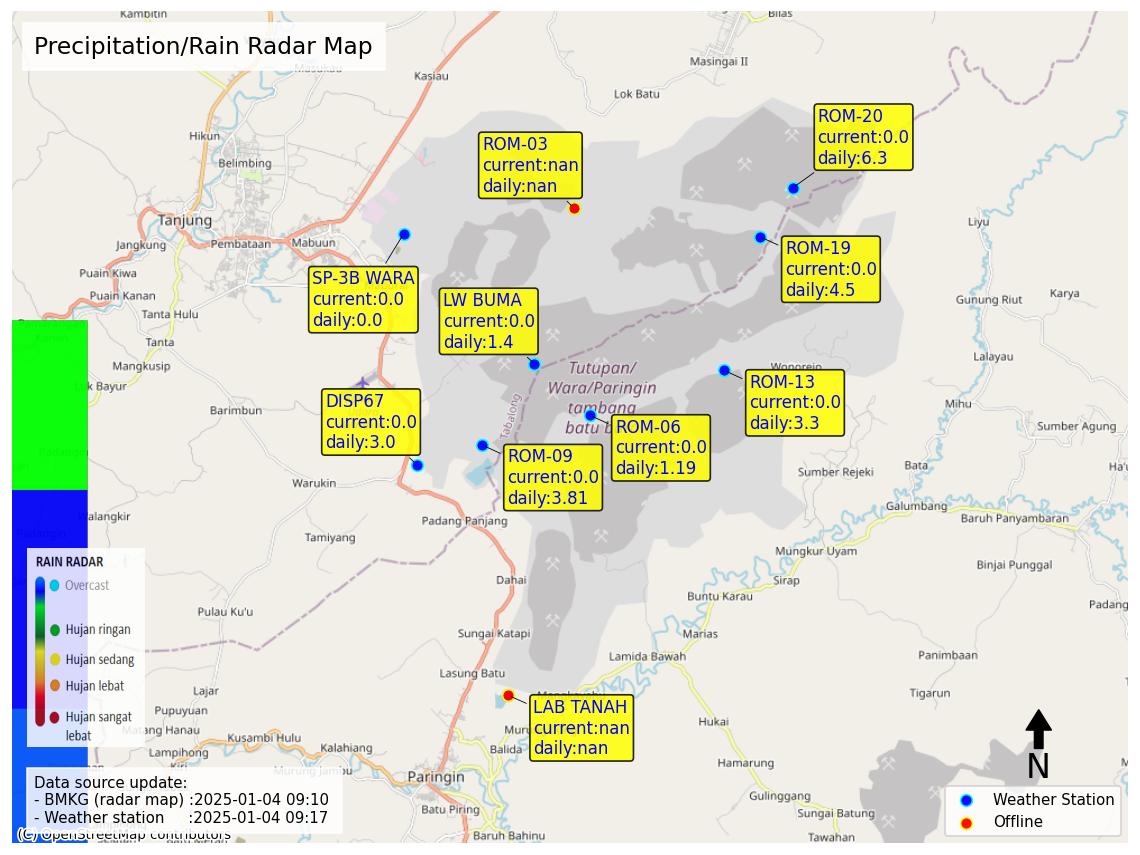 Kambitin
Bilas
Precipitation/Rain Radar Map
Masukau
Kasiau
Masingai II
Lok Batu
Hikun
Belimbing
ROM-03
current:nan
daily:nan
ROM-20
current:0.0
daily:6.3
Tanjung
Jangkung
Pembataan
Mabuun
Liyu
Puain Kiwa
Puain Kanan
SP-3B WARA
current:0.0
daily:0.0
ROM-19
current:0.0
daily:4.5
LW BUMA
current:0.0
daily:1.4
Gunung Riut
Karya
Tanta Hulu
Tanta
Mangkusip
Kanan
Luk Bayur
Lalayau
Wonorejo
Tutupan/
Wara/Paringin
tambang
batu b
Tabalong
ROM-13
current:0.0
daily:3.3
Barimbun
DISP67
current:0.0
daily:3.0
ROM-06
current:0.0
daily:1.19
Mihu
Sumber Agung
ROM-09
current:0.0
daily:3.81
Bata
Ha'u
Sumber Rejeki
Warukin
Galumbang
Baruh Panyambaran
Walangkir
Padang Panjang
Tamiyang
Mungkur Uyam
Binjai Punggal
RAIN RADAR
Overcast
Hujan ringan
Hujan sedang
Hujan lebat
Hujan sangat
lebat
Dahai
Sirap
Buntu Karau
Padang
Pulau Ku'u
Sungai Katapi
Marias
Lamida Bawah
Panimbaan
Lasung Batu
Lajar
Tigarun
Pupuyuan
LAB TANAH
current:nan
daily:nan
Matang Hanau
Kusambi Hulu
Kalahiang
Hukai
Lampihong
Balida
Murung Jambu
Paringin
Hamarung
N
Data source update:
- BMKG (radar map) :2025-01-04 09:10
- Weather station :2025-01-04 09:17
Batu Piring
Gulinggang
Sungai Batung
Weather Station
Offline
(C) OpenStreetMap contributors
Baruh Bahinu
Tawahan